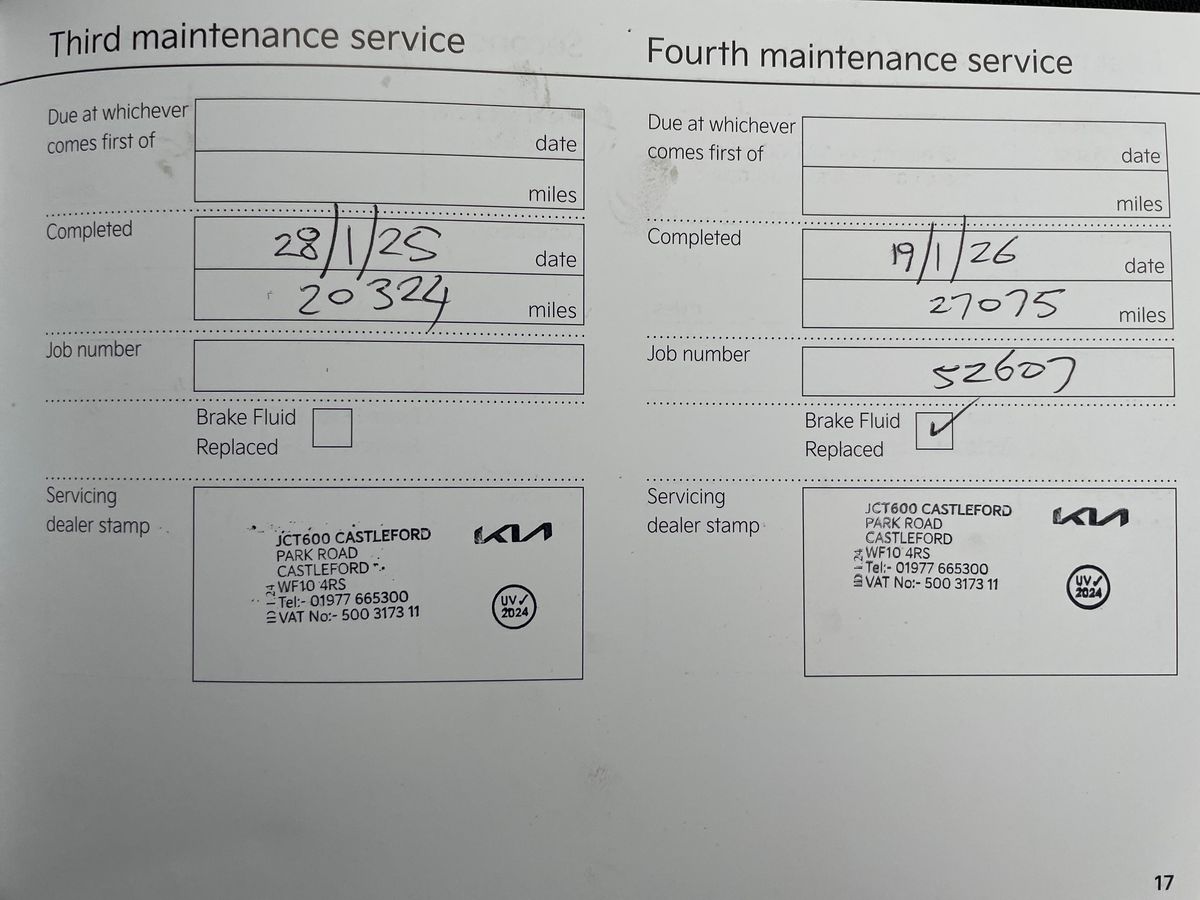 Third maintenance service
Due at whichever
comes first of
date
miles
Completed
28/1/25
date
20324
miles
Job number
Brake Fluid
Replaced
Servicing
dealer stamp
JCT600 CASTLEFORD
PARK ROAD
CASTLEFORD
WF10 4RS
Tel:- 01977 665300
VAT No:- 500 3173 11
KIA
UV✓
2024
Fourth maintenance service
Due at whichever
comes first of
date
miles
Completed
19/1/26
date
27075
miles
Job number
52607
Brake Fluid
Replaced
✓
Servicing
dealer stamp
JCT600 CASTLEFORD
PARK ROAD
CASTLEFORD
WF10 4RS
Tel:- 01977 665300
VAT No:- 500 3173 11
KIA
UV✓
2024
17